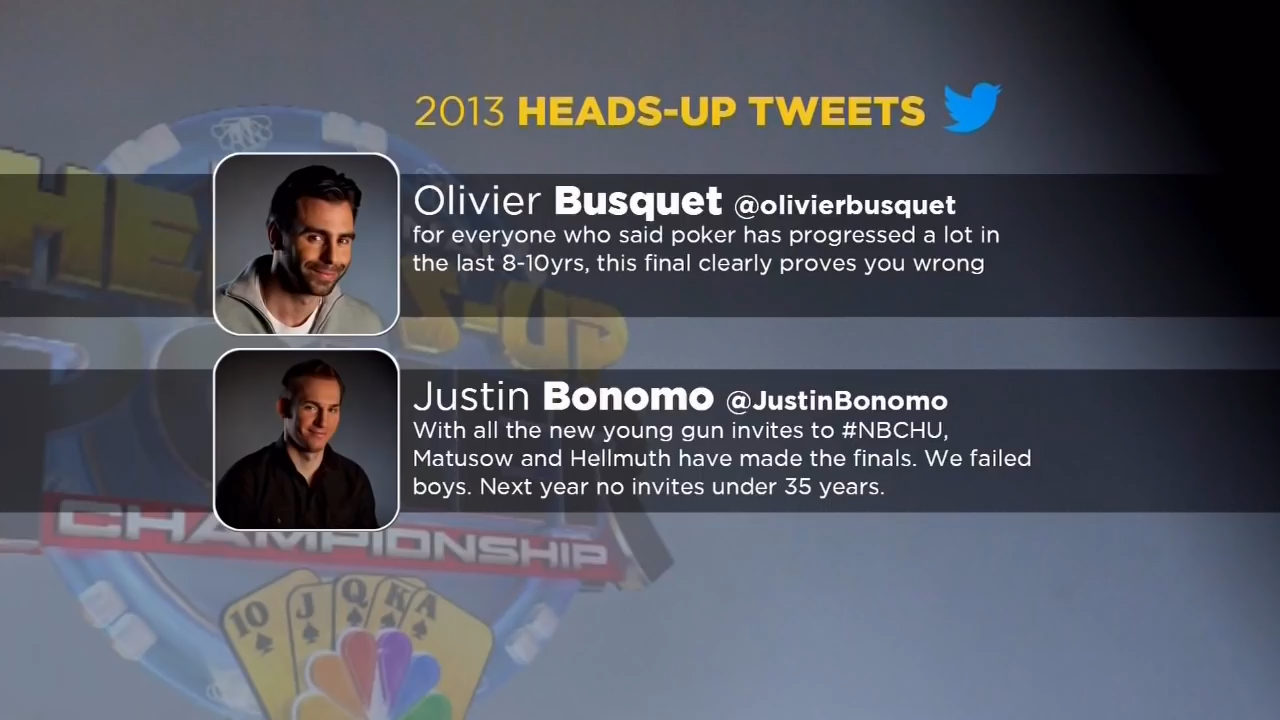 2013 HEADS-UP TWEETS
Olivier Busquet @olivierbusquet
for everyone who said poker has progressed a lot in
the last 8-10yrs, this final clearly proves you wrong
HEADS-UP
Justin Bonomo @JustinBonomo
With all the new young gun invites to #NBCHU,
Matusow and Hellmuth have made the finals. We failed
boys. Next year no invites under 35 years.
CHAMPIONSHIP
10 J Q K A